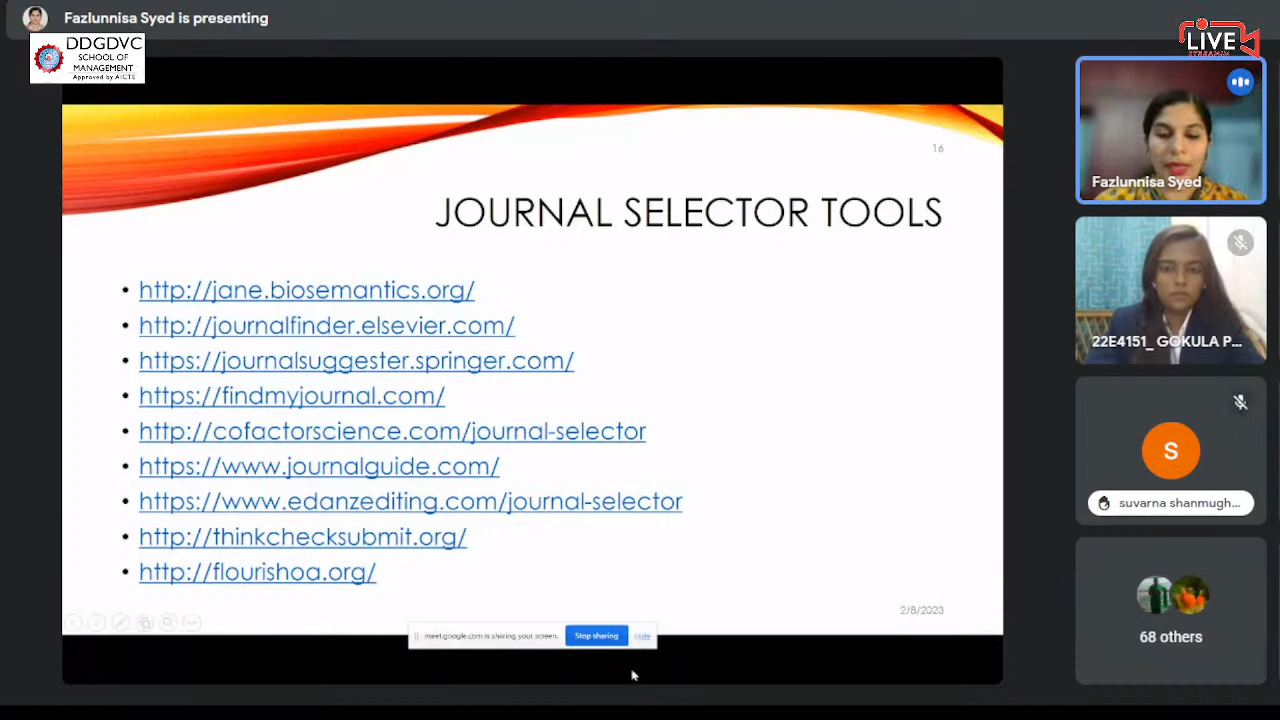 Fazlunnisa Syed is presenting
DDGDVC
SCHOOL OF
MANAGEMENT
Approved by AICTE
LIVE
STREAMIN
16
JOURNAL SELECTOR TOOLS
• http://jane.biosemantics.org/
• http://journalfinder.elsevier.com/
• https://journalsuggester.springer.com/
• https://findmyjournal.com/
• http://cofactorscience.com/journal-selector
• https://www.journalguide.com/
• https://www.edanzediting.com/journal-selector
• http://thinkchecksubmit.org/
• http://flourishoa.org/
2/8/2023
meet.google.com is sharing your screen.
Stop sharing
Hide
Fazlunnisa Syed
22E4151_ GOKULA P...
S
suvarna shanmugh...
68 others